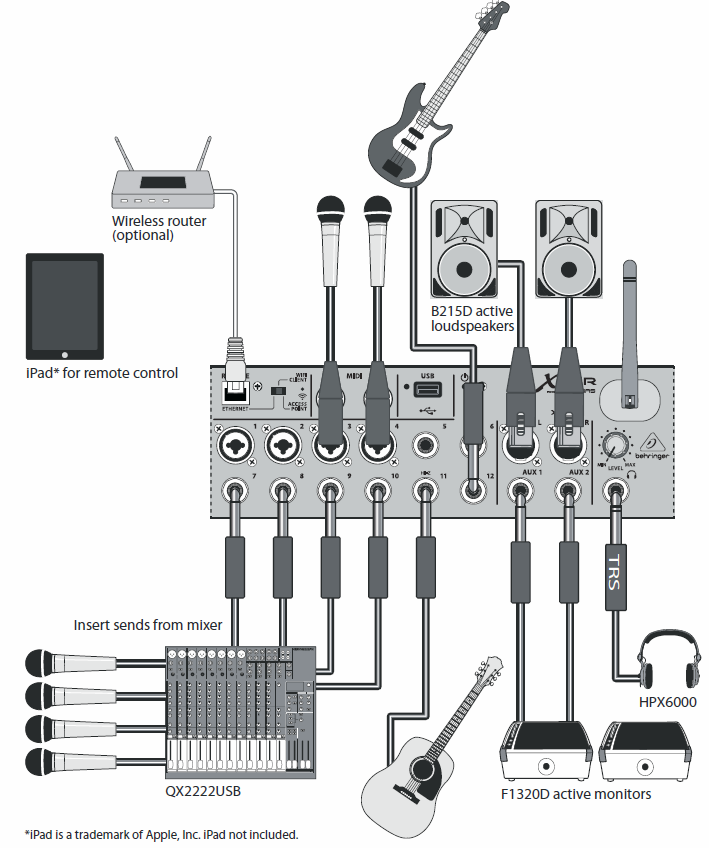 Wireless router
(optional)
B215D active
loudspeakers
iPad* for remote control
WIFI
CLIENT
MIDI
USB
ETHERNET
ACCESS
POINT
L
R
1
2
3
4
5
6
MIN
LEVEL
MAX
behringer
AUX 1
AUX 2
7
8
9
10
11
12
TRS
Insert sends from mixer
HPX6000
QX2222USB
F1320D active monitors
*iPad is a trademark of Apple, Inc. iPad not included.